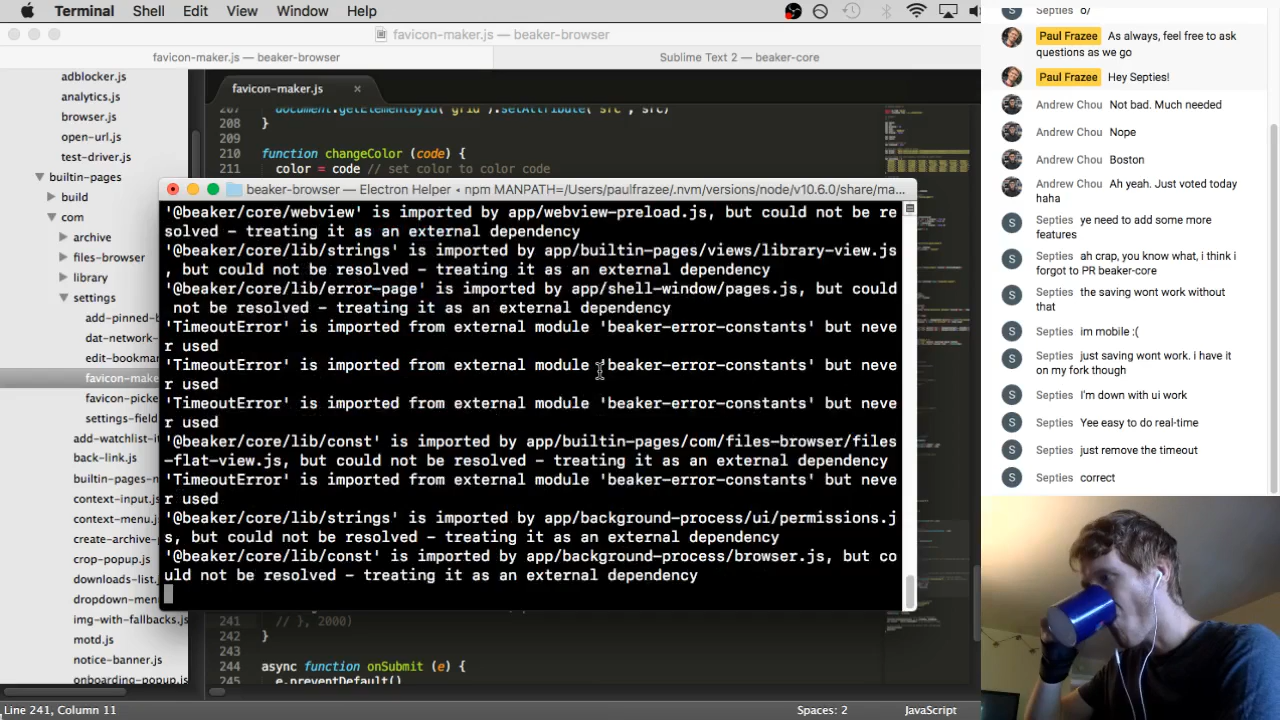 Terminal Shell Edit View Window Help
favicon-maker.js — beaker-browser
favicon-maker.js — beaker-browser
Sublime Text 2 — beaker-core
adblocker.js
analytics.js
browser.js
open-url.js
test-driver.js
builtin-pages
build
com
archive
files-browser
library
settings
add-pinned-b
dat-network-
edit-bookmar
favicon-make
favicon-picke
settings-field
add-watchlist-it
back-link.js
builtin-pages-n
context-input.js
context-menu.js
create-archive-p
crop-popup.js
downloads-list.js
dropdown-menu
img-with-fallbacks.js
motd.js
notice-banner.js
onboarding-popup.js
favicon-maker.js
207 document.getElementById('grid').setAttribute('src', src)
208 }
209
210 function changeColor (code) {
211 color = code // set color to color code
beaker-browser — Electron Helper ◂ npm MANPATH=/Users/paulfrazee/.nvm/versions/node/v10.6.0/share/ma...
'@beaker/core/webview' is imported by app/webview-preload.js, but could not be re
solved – treating it as an external dependency
'@beaker/core/lib/strings' is imported by app/builtin-pages/views/library-view.js
, but could not be resolved – treating it as an external dependency
'@beaker/core/lib/error-page' is imported by app/shell-window/pages.js, but could
not be resolved – treating it as an external dependency
'TimeoutError' is imported from external module 'beaker-error-constants' but neve
r used
'TimeoutError' is imported from external module 'beaker-error-constants' but neve
r used
'TimeoutError' is imported from external module 'beaker-error-constants' but neve
r used
'@beaker/core/lib/const' is imported by app/builtin-pages/com/files-browser/files
-flat-view.js, but could not be resolved – treating it as an external dependency
'TimeoutError' is imported from external module 'beaker-error-constants' but neve
r used
'@beaker/core/lib/strings' is imported by app/background-process/ui/permissions.j
s, but could not be resolved – treating it as an external dependency
'@beaker/core/lib/const' is imported by app/background-process/browser.js, but co
uld not be resolved – treating it as an external dependency
241 // }, 2000)
242 }
243
244 async function onSubmit (e) {
245 e.preventDefault()
Line 241, Column 11
Spaces: 2
JavaScript
S Septies o/
Paul Frazee As always, feel free to ask
questions as we go
Paul Frazee Hey Septies!
Andrew Chou Not bad. Much needed
Andrew Chou Nope
Andrew Chou Boston
Andrew Chou Ah yeah. Just voted today
haha
S Septies ye need to add some more
features
S Septies ah crap, you know what, i think i
forgot to PR beaker-core
S Septies the saving wont work without
that
S Septies im mobile :(
S Septies just saving wont work. i have it
on my fork though
S Septies I'm down with ui work
S Septies Yee easy to do real-time
S Septies just remove the timeout
S Septies correct